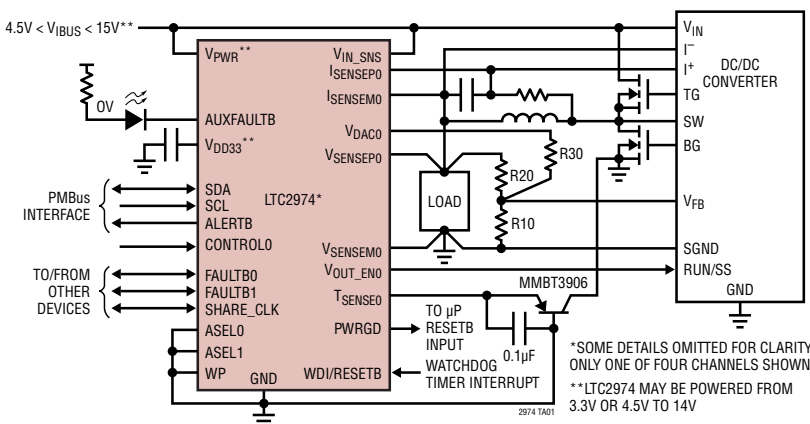 4.5V < VIBUS < 15V**
VPWR**
VIN_SNS
ISENSEP0
ISENSEM0
0V
AUXFAULTB
VDAC0
VDD33**
VSENSEP0
PMBus
INTERFACE
SDA
SCL
ALERTB
LTC2974*
CONTROL0
VSENSEM0
VOUT_EN0
TO/FROM
OTHER
DEVICES
FAULTB0
FAULTB1
SHARE_CLK
TSENSE0
ASEL0
ASEL1
WP
GND
PWRGD
WDI/RESETB
TO µP
RESETB
INPUT
WATCHDOG
TIMER INTERRUPT
0.1µF
MMBT3906
LOAD
R20
R30
R10
VIN
I–
I+
DC/DC
CONVERTER
TG
SW
BG
VFB
SGND
RUN/SS
GND
*SOME DETAILS OMITTED FOR CLARITY
ONLY ONE OF FOUR CHANNELS SHOWN
**LTC2974 MAY BE POWERED FROM
3.3V OR 4.5V TO 14V
2974 TA01